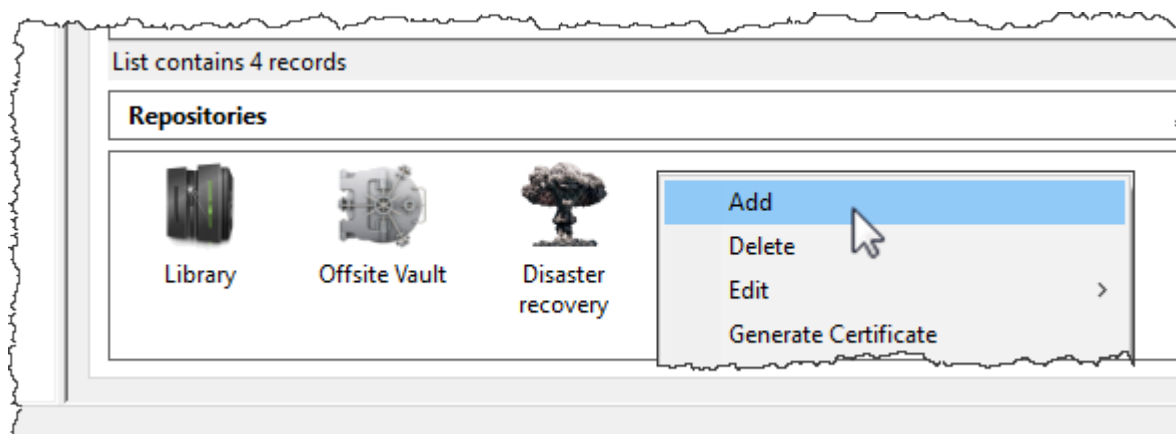 List contains 4 records
Repositories
Library
Offsite Vault
Disaster
recovery
Add
Delete
Edit
Generate Certificate